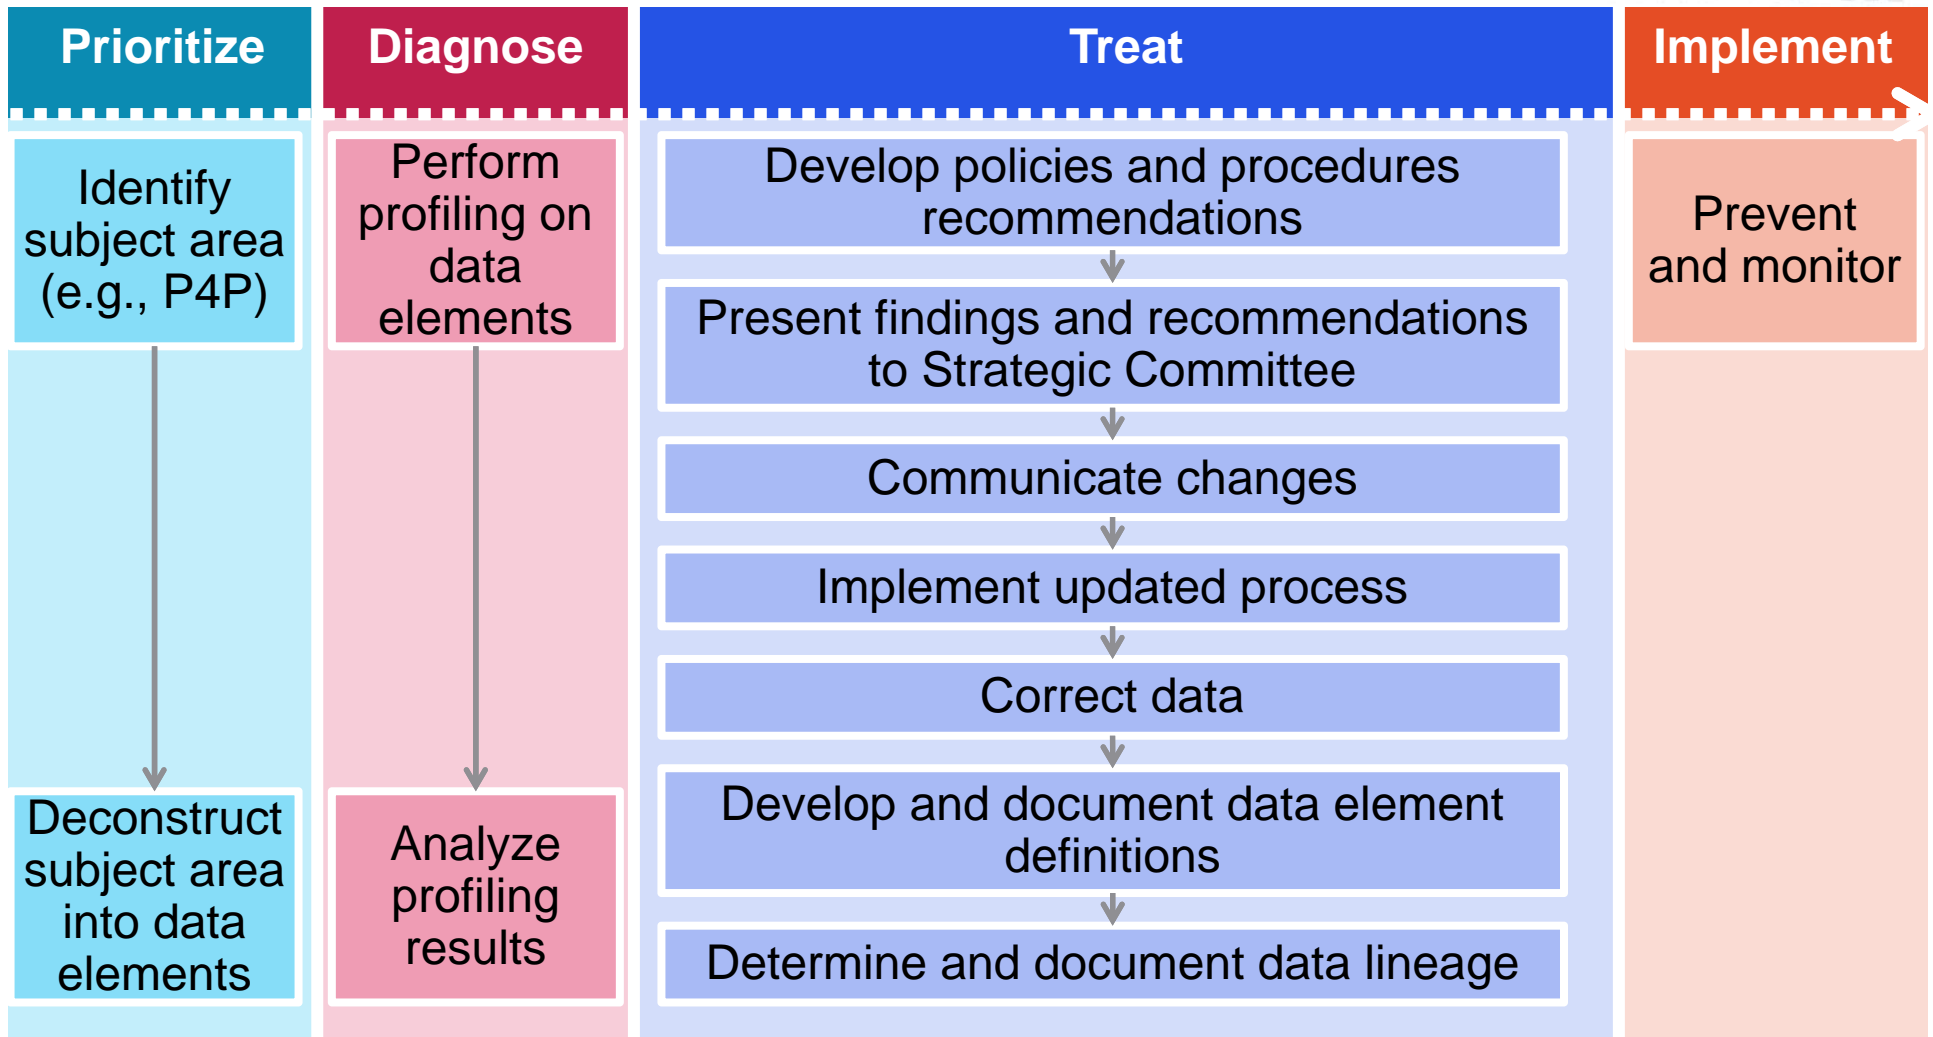 Prioritize
Diagnose
Treat
Implement
Identify
subject area
(e.g., P4P)
Deconstruct
subject area
into data
elements
Perform
profiling on
data
elements
Analyze
profiling
results
Develop policies and procedures
recommendations
Present findings and recommendations
to Strategic Committee
Communicate changes
Implement updated process
Correct data
Develop and document data element
definitions
Determine and document data lineage
Prevent
and monitor